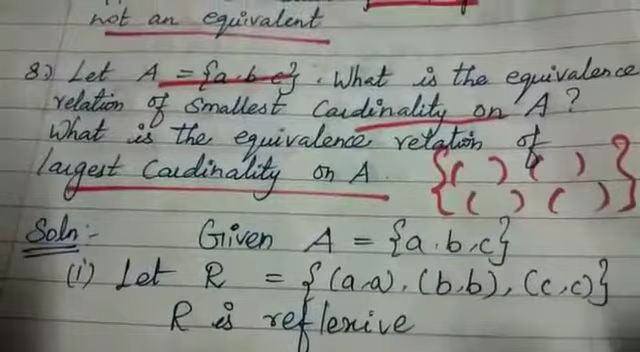 not an equivalent
8) Let A = {a.b.c}. What is the equivalence
relation of smallest Cardinality on A?
What is the equivalence relation of
largest Cardinality on A.
{( ) ( )
( ) ( )}
Soln:- Given A = {a.b,c}
(i) Let R = {(a,a), (b,b), (c,c)}
R is reflexive